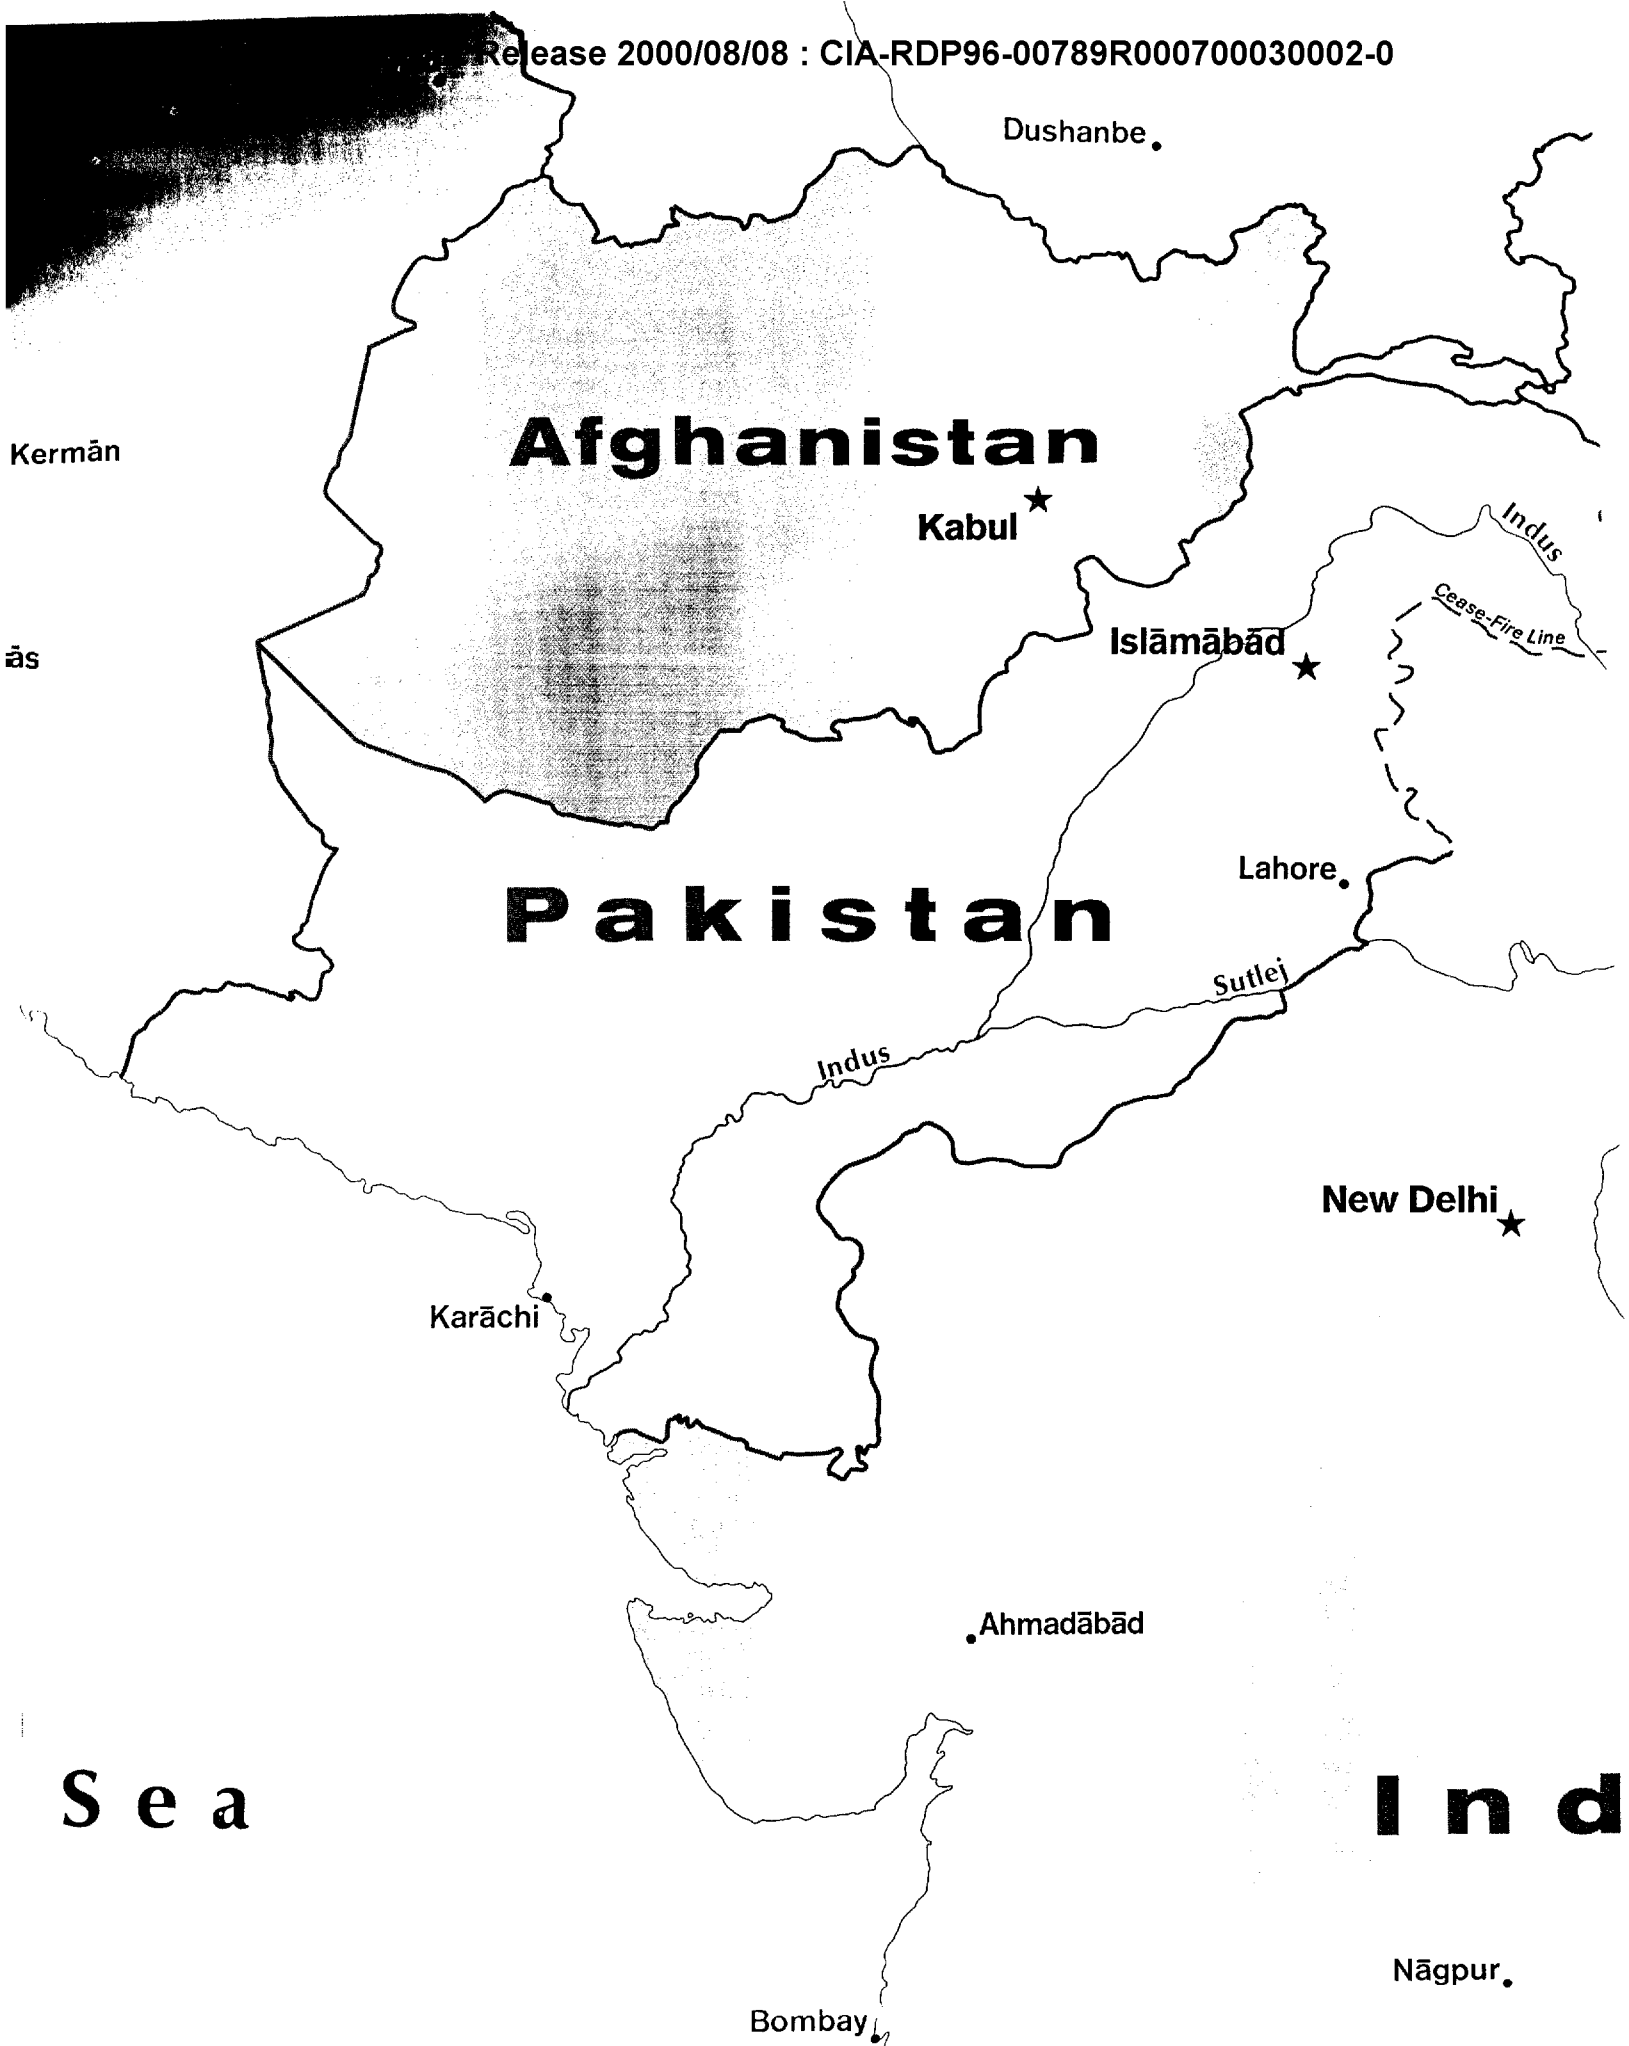 Release 2000/08/08 : CIA-RDP96-00789R000700030002-0
Dushanbe
Afghanistan
Kermān
Kabul
Indus
Cease-Fire Line
Islāmābād
ās
Lahore
Pakistan
Sutlej
Indus
New Delhi
Karāchi
Ahmadābād
Sea
Ind
Nāgpur
Bombay